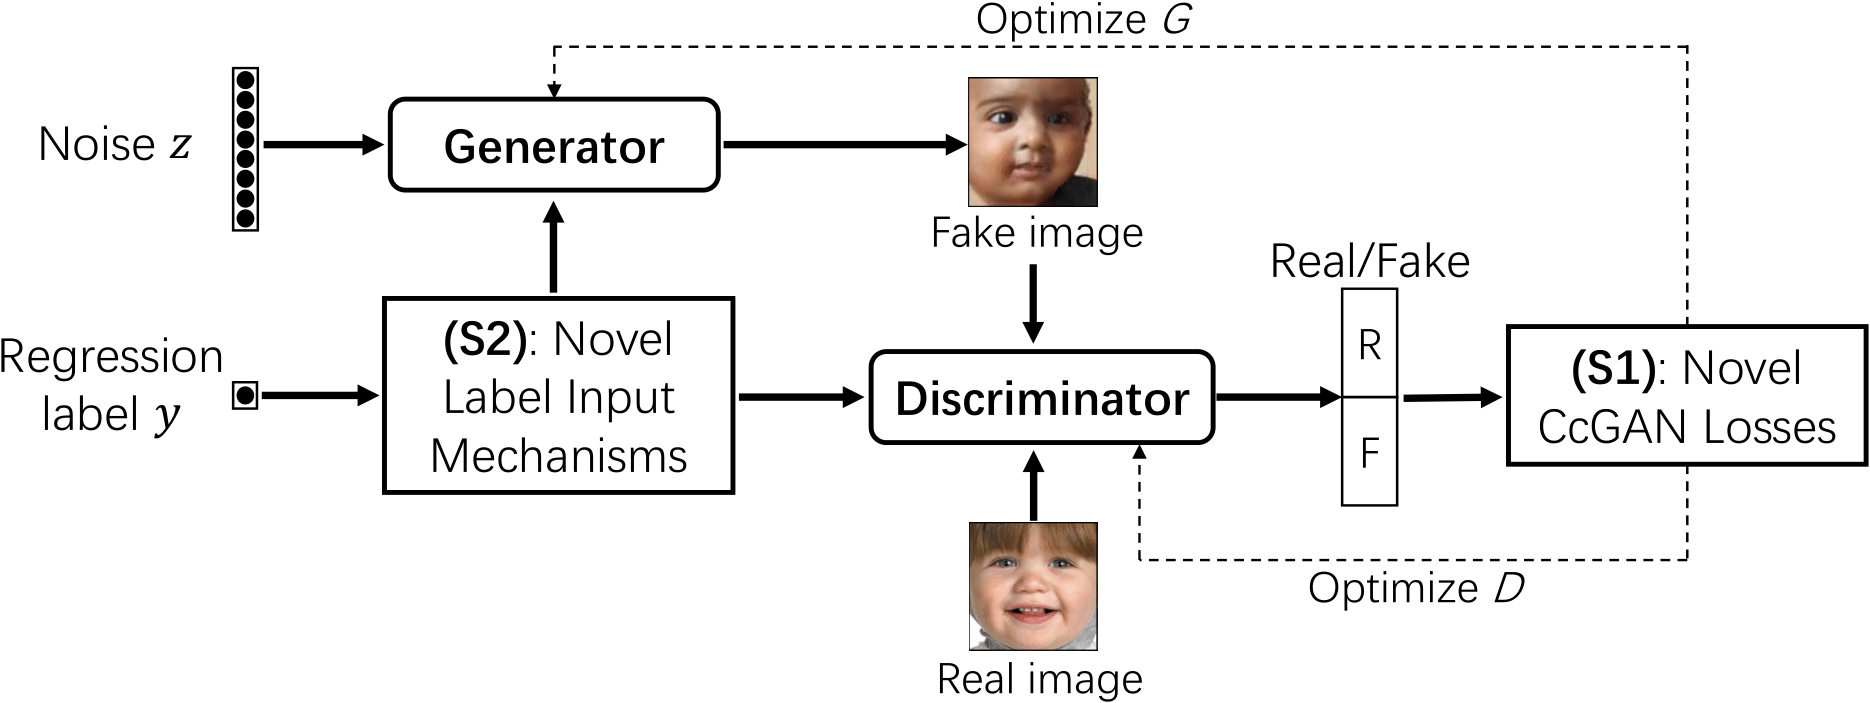 Optimize G
Noise z
Generator
Fake image
Real/Fake
Regression
label y
(S2): Novel
Label Input
Mechanisms
Discriminator
R
F
(S1): Novel
CcGAN Losses
Optimize D
Real image